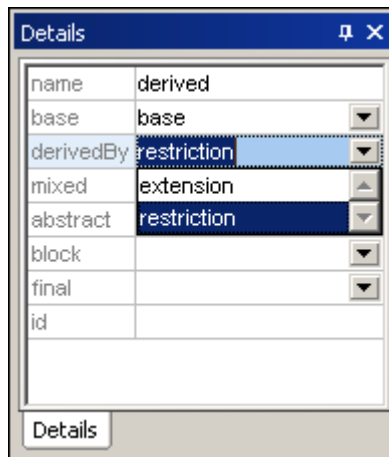 Details
name derived
base base
derivedBy restriction
mixed extension
abstract restriction
block
final
id
Details